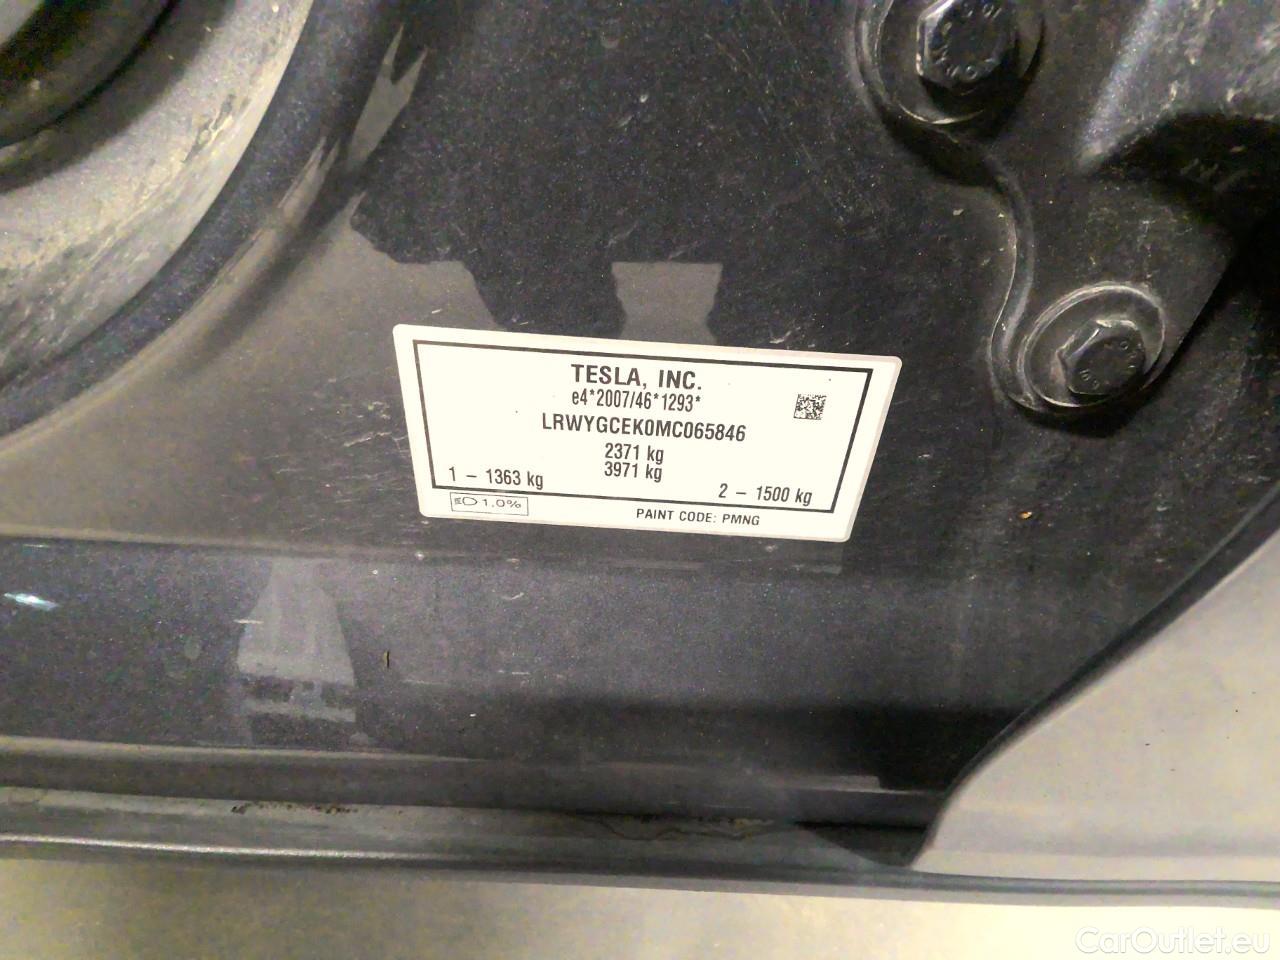 TESLA, INC.
e4*2007/46*1293*
LRWYGCEK0MC065846
2371 kg
3971 kg
1 – 1363 kg
2 – 1500 kg
1.0%
PAINT CODE: PMNG
CarOutlet.eu